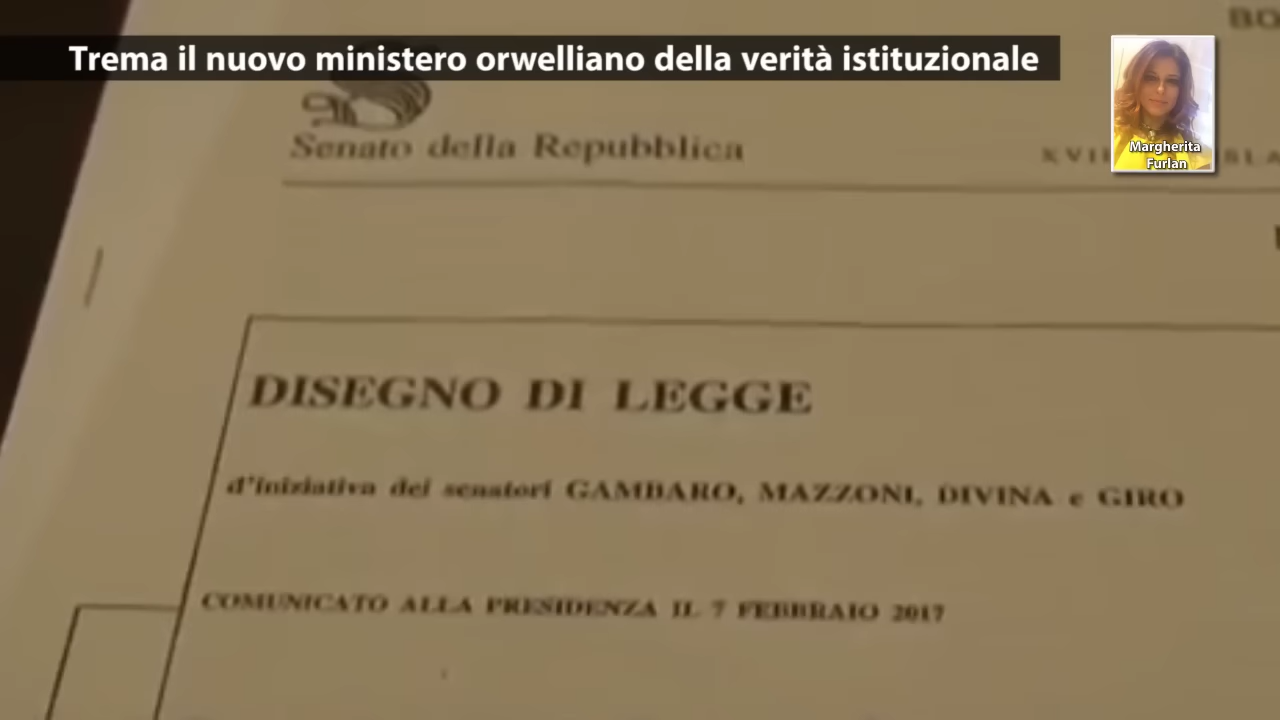 Trema il nuovo ministero orwelliano della verità istituzionale
Margherita
Furlan
Senato della Repubblica
DISEGNO DI LEGGE
d'iniziativa dei senatori GAMBARO, MAZZONI, DIVINA e GIRO
COMUNICATO ALLA PRESIDENZA IL 7 FEBBRAIO 2017